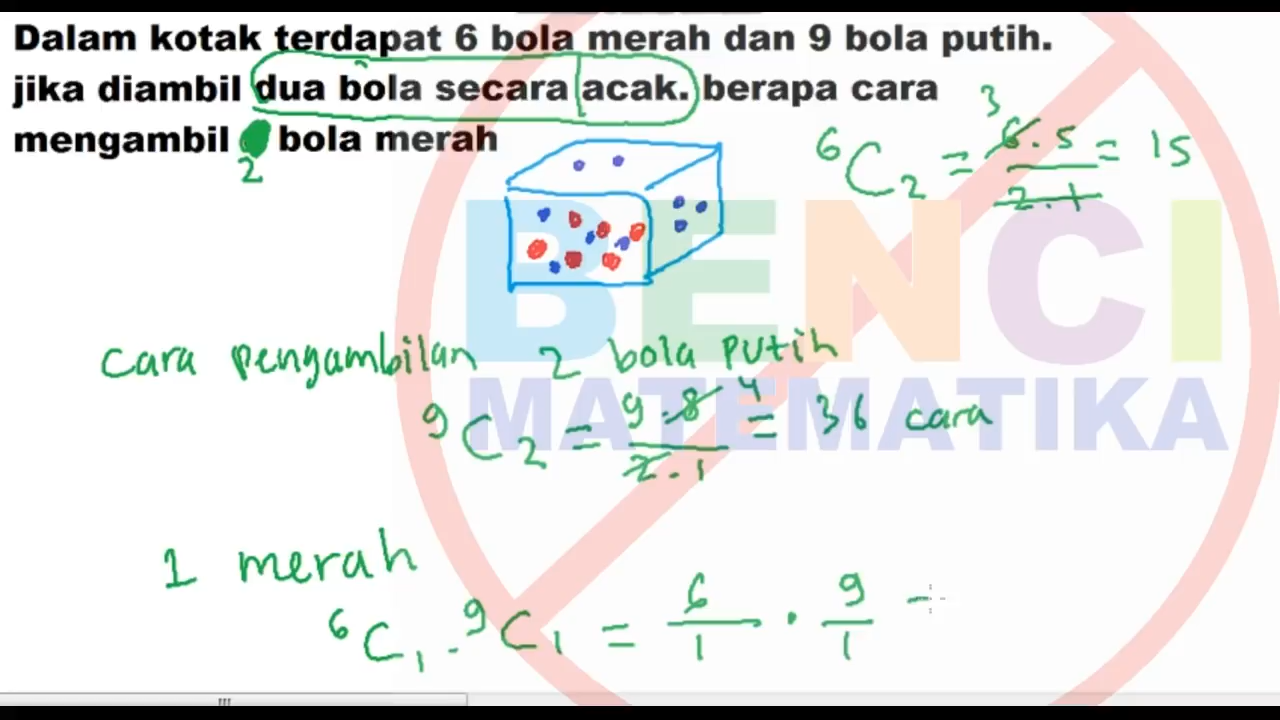 Dalam kotak terdapat 6 bola merah dan 9 bola putih.
jika diambil dua bola secara acak. berapa cara
mengambil bola merah
2
⁶C₂ = 6.5 / 2.1 = 15
3
BENCI
MATEMATIKA
cara pengambilan 2 bola putih
⁹C₂ = 9.8 / 2.1 = 36 cara
4
1 merah
⁶C₁ . ⁹C₁ = 6/1 . 9/1 =